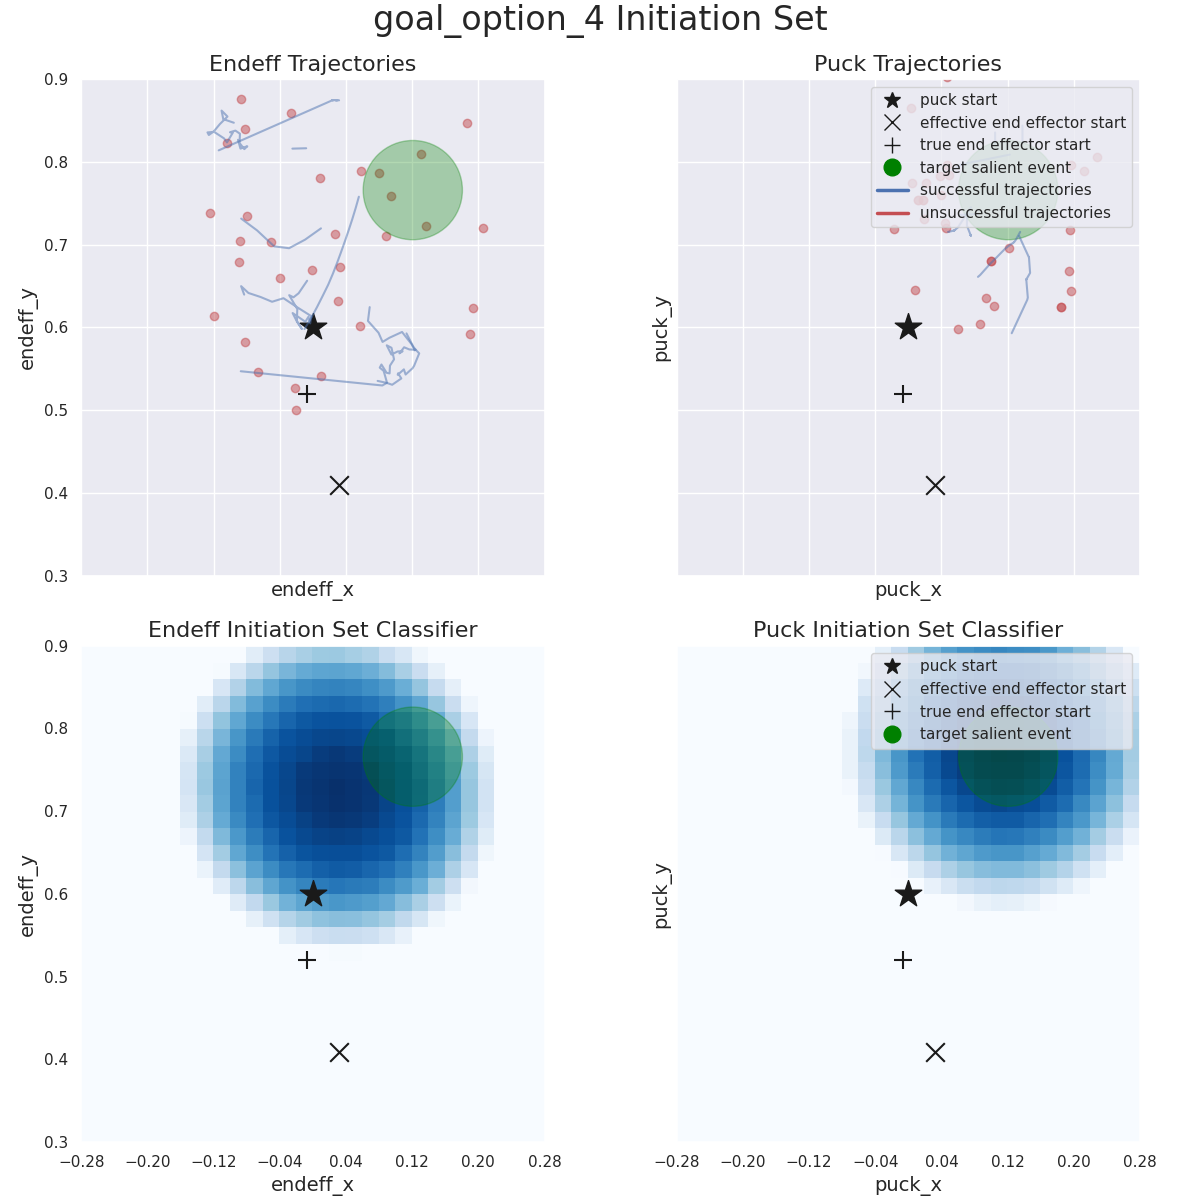 goal_option_4 Initiation Set
Endeff Trajectories
Puck Trajectories
0.9
0.8
0.7
0.6
0.5
0.4
0.3
endeff_y
endeff_x
puck_y
puck_x
puck start
effective end effector start
true end effector start
target salient event
successful trajectories
unsuccessful trajectories
Endeff Initiation Set Classifier
Puck Initiation Set Classifier
0.9
0.8
0.7
0.6
0.5
0.4
0.3
endeff_y
−0.28 −0.20 −0.12 −0.04 0.04 0.12 0.20 0.28
endeff_x
puck start
effective end effector start
true end effector start
target salient event
puck_y
−0.28 −0.20 −0.12 −0.04 0.04 0.12 0.20 0.28
puck_x